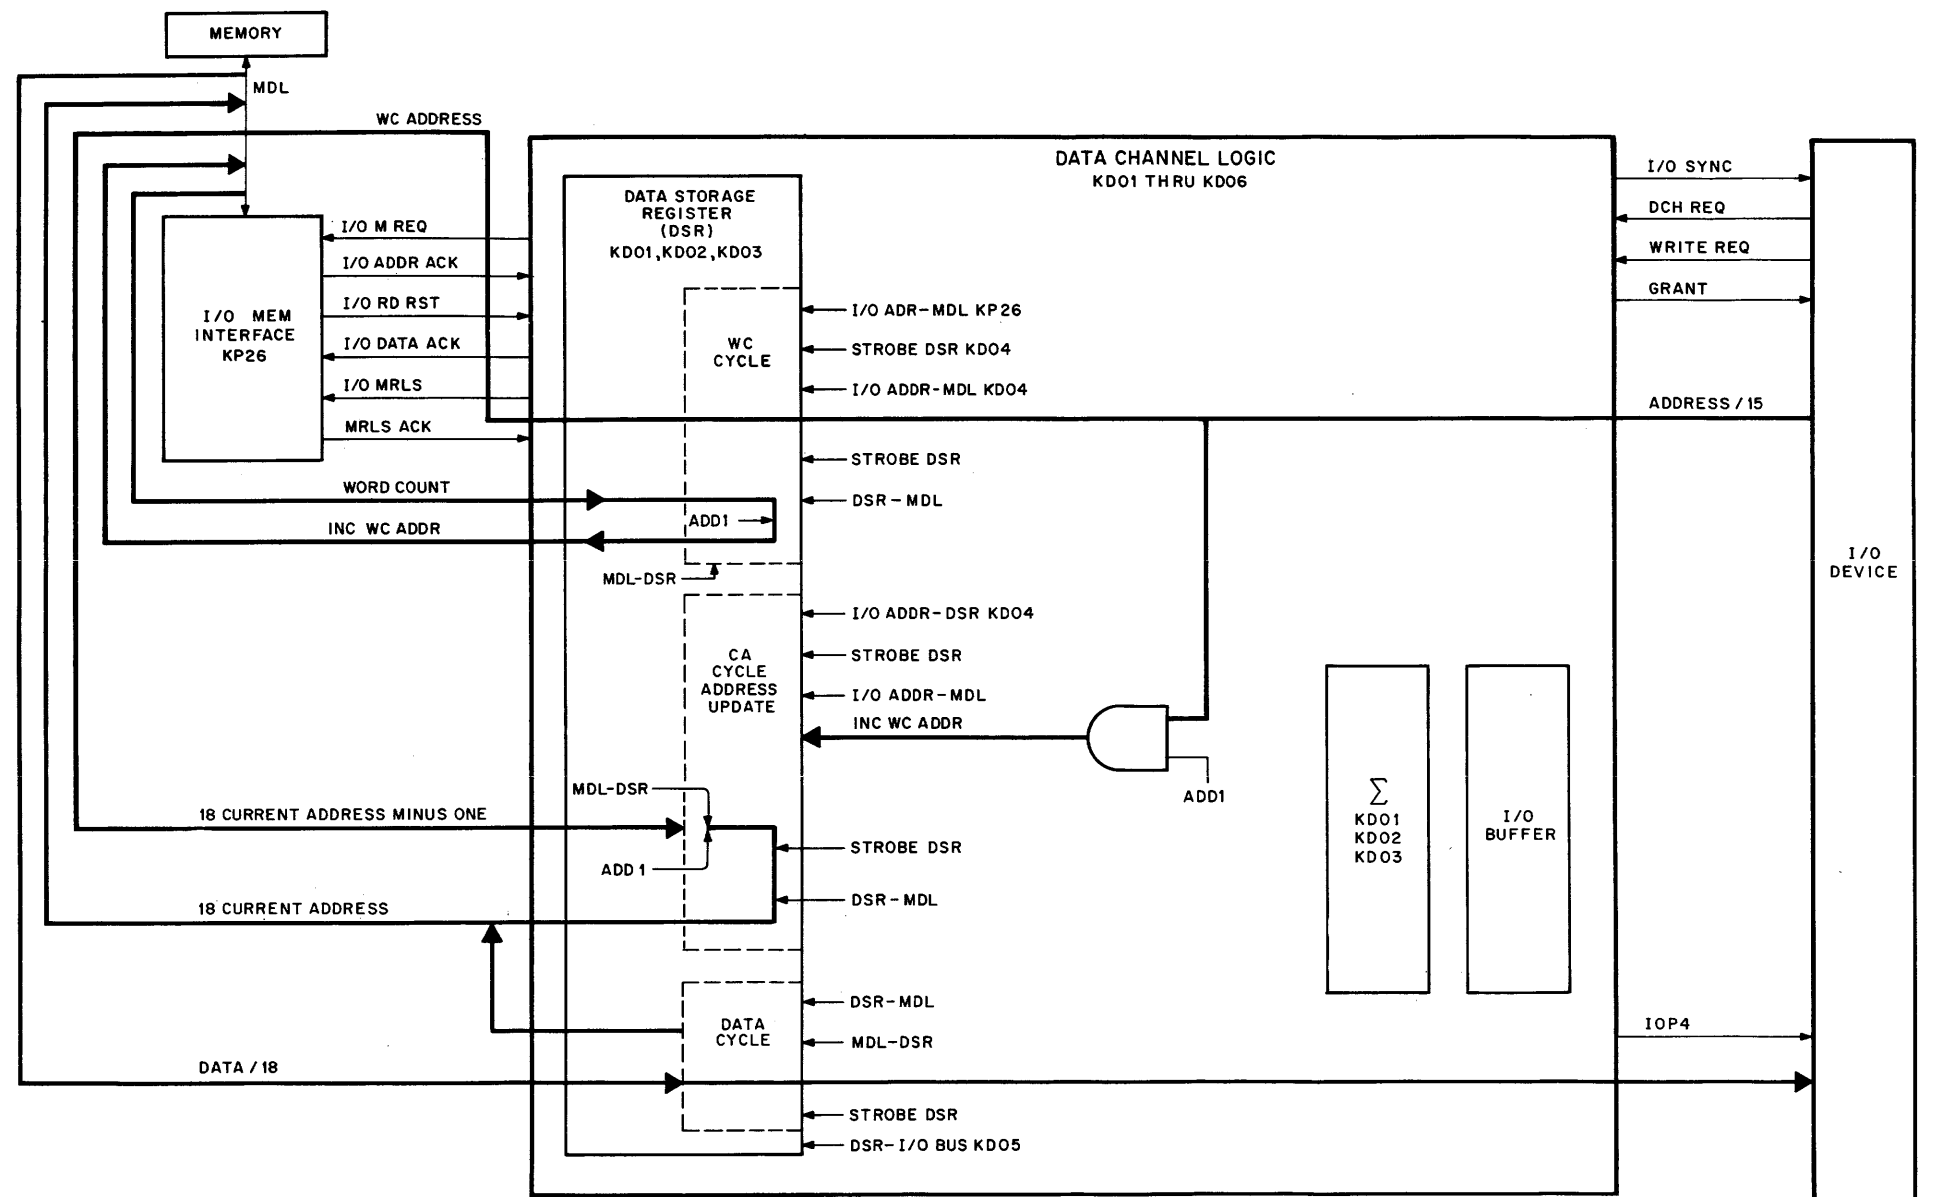 MEMORY
MDL
WC ADDRESS
DATA CHANNEL LOGIC
KD01 THRU KD06
I/O SYNC
DCH REQ
WRITE REQ
GRANT
ADDRESS / 15
I/O
DEVICE
DATA STORAGE
REGISTER
(DSR)
KD01,KD02,KD03
I/O MEM
INTERFACE
KP26
I/O M REQ
I/O ADDR ACK
I/O RD RST
I/O DATA ACK
I/O MRLS
MRLS ACK
WC
CYCLE
I/O ADR-MDL KP26
STROBE DSR KD04
I/O ADDR-MDL KD04
STROBE DSR
DSR-MDL
WORD COUNT
ADD1
INC WC ADDR
MDL-DSR
CA
CYCLE
ADDRESS
UPDATE
I/O ADDR-DSR KD04
STROBE DSR
I/O ADDR-MDL
INC WC ADDR
ADD1
MDL-DSR
18 CURRENT ADDRESS MINUS ONE
ADD 1
STROBE DSR
DSR-MDL
18 CURRENT ADDRESS
Σ
KD01
KD02
KD03
I/O
BUFFER
DATA
CYCLE
DSR-MDL
MDL-DSR
IOP4
DATA / 18
STROBE DSR
DSR-I/O BUS KD05